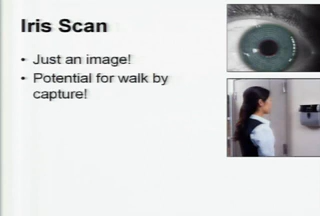 Iris Scan
• Just an image!
• Potential for walk by
capture!